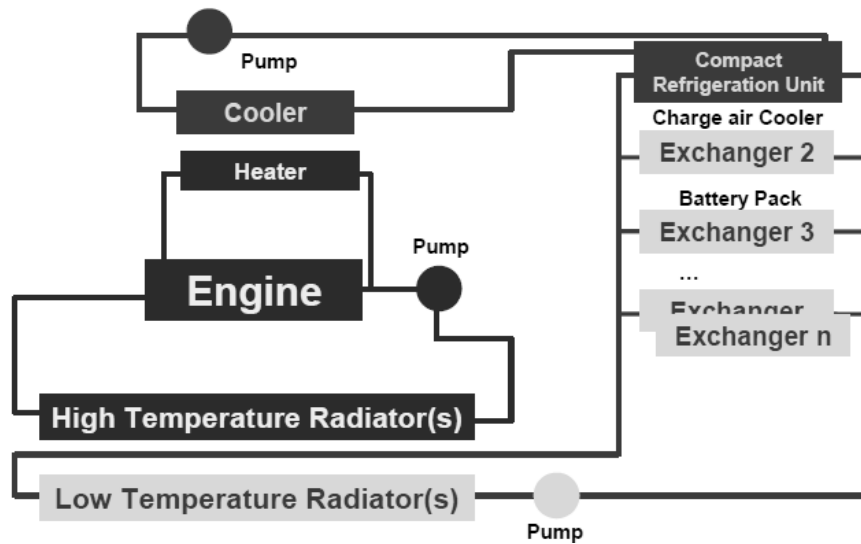 Pump
Compact
Refrigeration Unit
Cooler
Charge air Cooler
Exchanger 2
Heater
Battery Pack
Exchanger 3
Pump
...
Engine
Exchanger
Exchanger n
High Temperature Radiator(s)
Low Temperature Radiator(s)
Pump